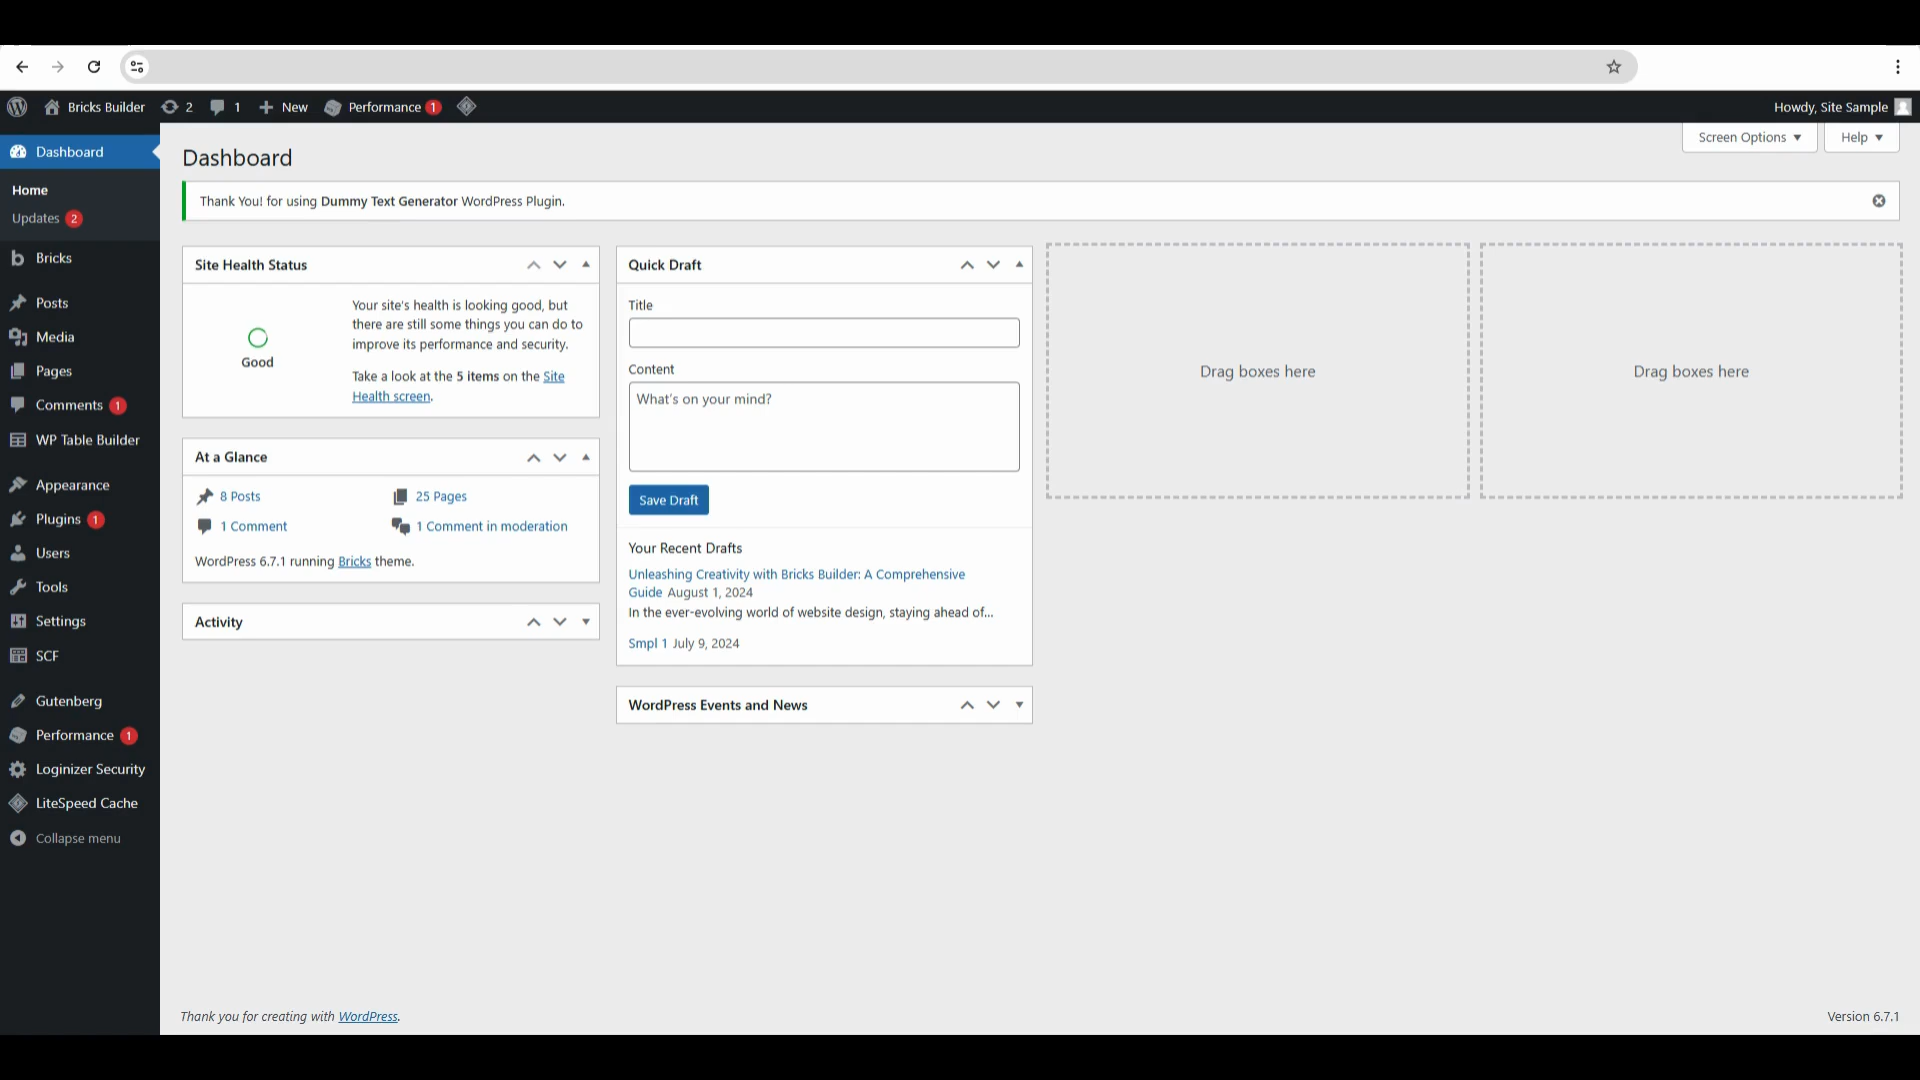 Bricks Builder 2 1 New Performance 1
Howdy, Site Sample
Dashboard
Home
Updates 2
Bricks
Posts
Media
Pages
Comments 1
WP Table Builder
Appearance
Plugins 1
Users
Tools
Settings
SCF
Gutenberg
Performance 1
Loginizer Security
LiteSpeed Cache
Collapse menu
Screen Options
Help
Dashboard
Thank You! for using Dummy Text Generator WordPress Plugin.
Site Health Status
Good
Your site's health is looking good, but
there are still some things you can do to
improve its performance and security.
Take a look at the 5 items on the Site
Health screen.
At a Glance
8 Posts
25 Pages
1 Comment
1 Comment in moderation
WordPress 6.7.1 running Bricks theme.
Activity
Quick Draft
Title
Content
What's on your mind?
Save Draft
Your Recent Drafts
Unleashing Creativity with Bricks Builder: A Comprehensive
Guide August 1, 2024
In the ever-evolving world of website design, staying ahead of…
Smpl 1 July 9, 2024
WordPress Events and News
Drag boxes here
Drag boxes here
Thank you for creating with WordPress.
Version 6.7.1